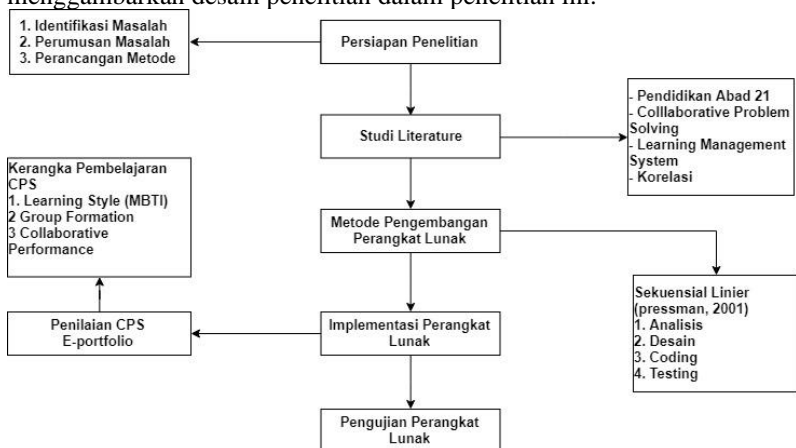 menggambarkan desain penelitian dalam penelitian ini.
1. Identifikasi Masalah
2. Perumusan Masalah
3. Perancangan Metode
Persiapan Penelitian
Studi Literature
- Pendidikan Abad 21
- Colllaborative Problem
Solving
- Learning Management
System
- Korelasi
Kerangka Pembelajaran
CPS
1. Learning Style (MBTI)
2 Group Formation
3 Collaborative
Performance
Metode Pengembangan
Perangkat Lunak
Sekuensial Linier
(pressman, 2001)
1. Analisis
2. Desain
3. Coding
4. Testing
Penilaian CPS
E-portfolio
Implementasi Perangkat
Lunak
Pengujian Perangkat
Lunak